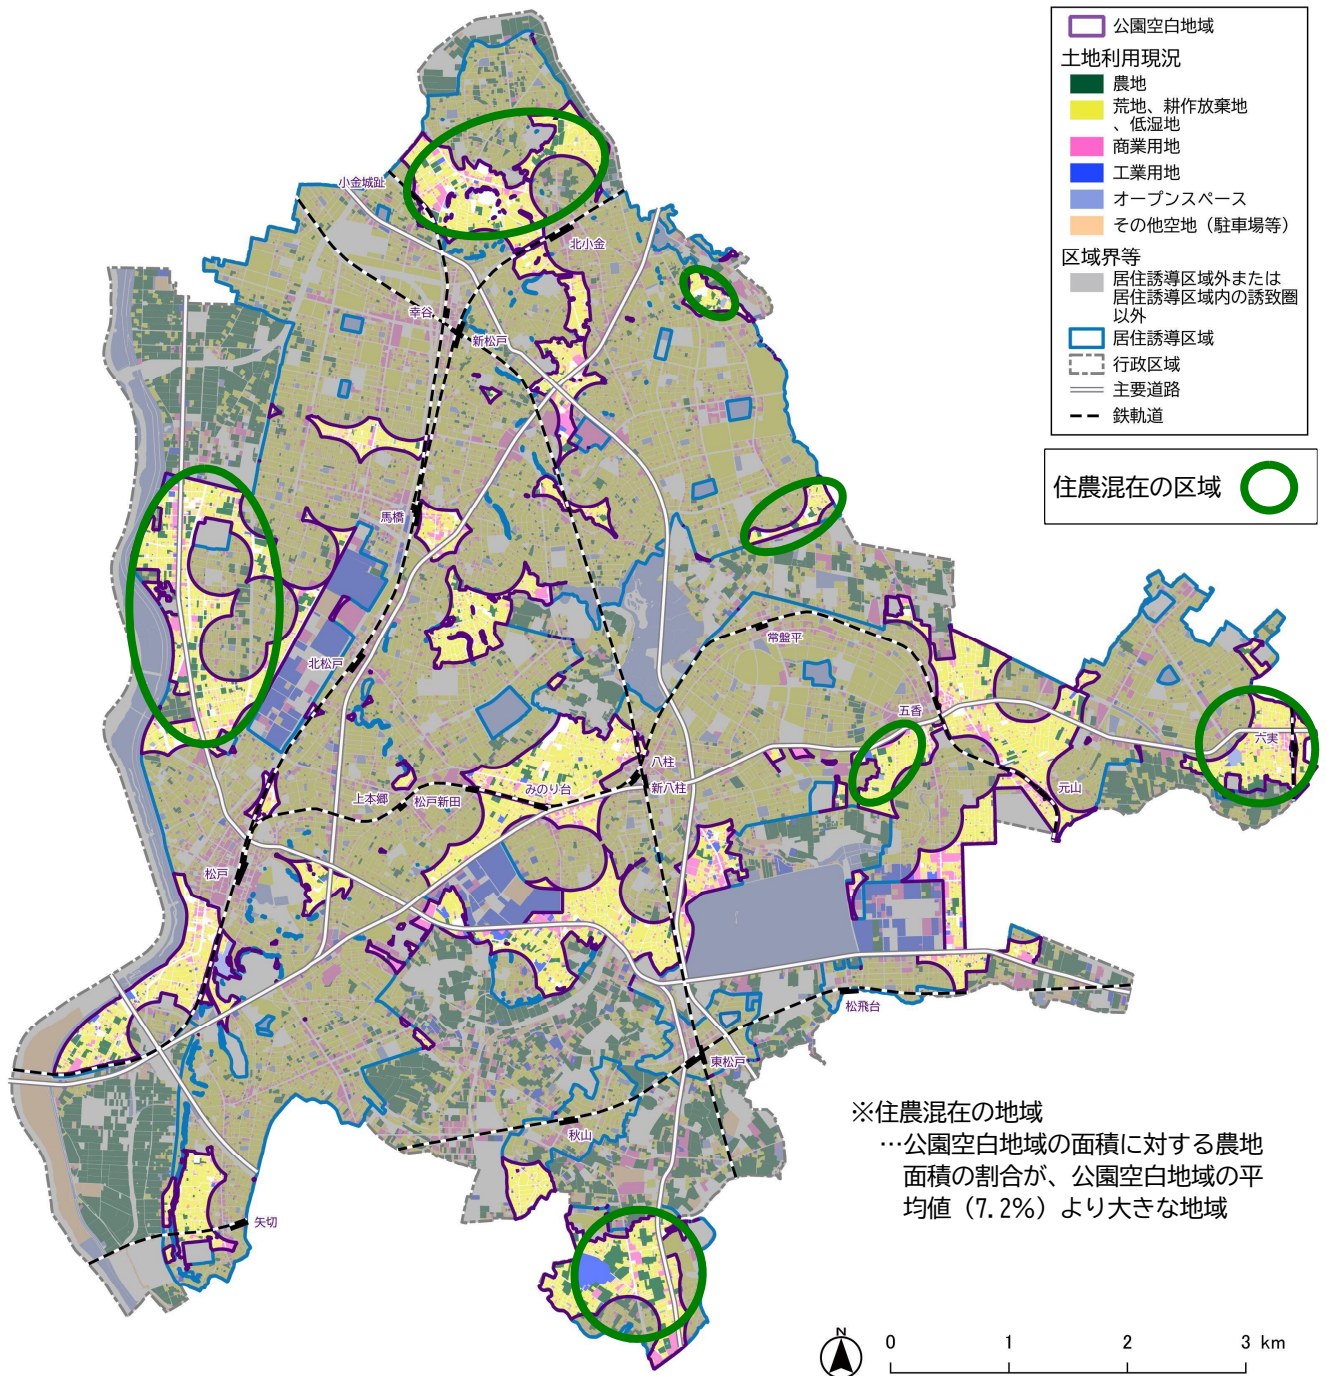 公園空白地域
土地利用現況
農地
荒地、耕作放棄地
、低湿地
商業用地
工業用地
オープンスペース
その他空地（駐車場等）
区域界等
居住誘導区域外または
居住誘導区域内の誘致圏
以外
居住誘導区域
行政区域
主要道路
鉄軌道
住農混在の区域
小金城趾
北小金
幸谷
新松戸
馬橋
北松戸
常盤平
五香
六実
元山
八柱
新八柱
みのり台
松戸新田
上本郷
松戸
松飛台
東松戸
秋山
矢切
※住農混在の地域
…公園空白地域の面積に対する農地
面積の割合が、公園空白地域の平
均値（7.2%）より大きな地域
N
0 1 2 3 km